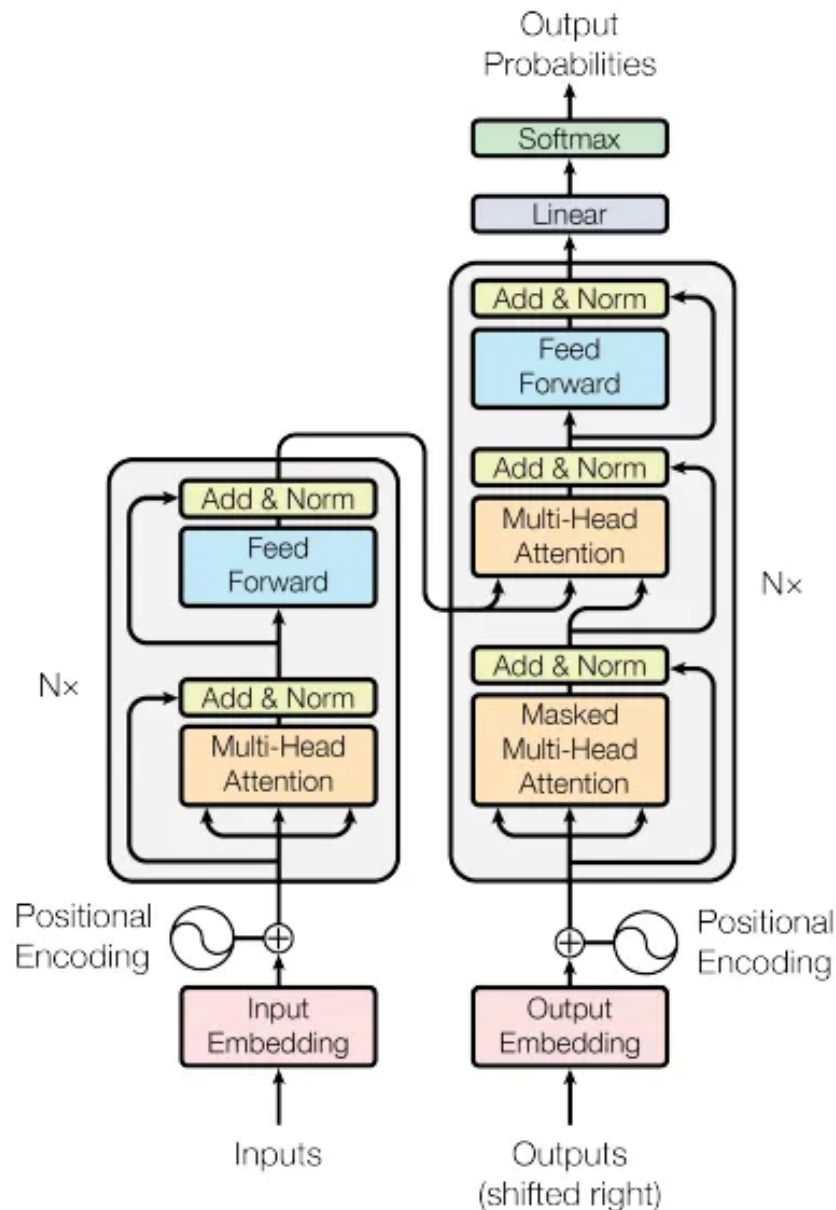 Output
Probabilities
Softmax
Linear
Add & Norm
Feed
Forward
Add & Norm
Multi-Head
Attention
Add & Norm
Masked
Multi-Head
Attention
Nx
Add & Norm
Feed
Forward
Add & Norm
Multi-Head
Attention
Nx
Positional
Encoding
Positional
Encoding
Input
Embedding
Output
Embedding
Inputs
Outputs
(shifted right)